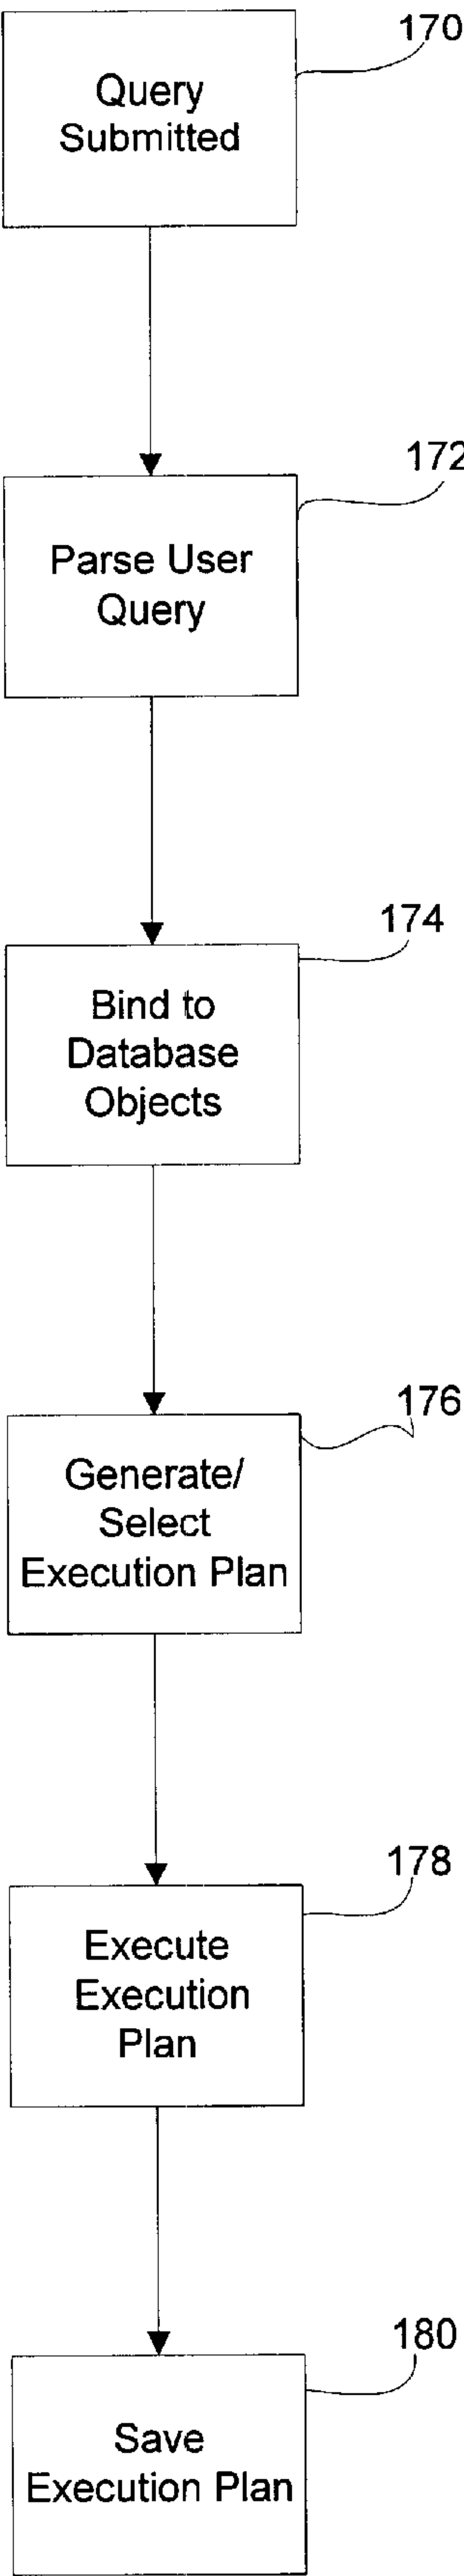 170
Query
Submitted
172
Parse User
Query
174
Bind to
Database
Objects
176
Generate/
Select
Execution Plan
178
Execute
Execution
Plan
180
Save
Execution Plan